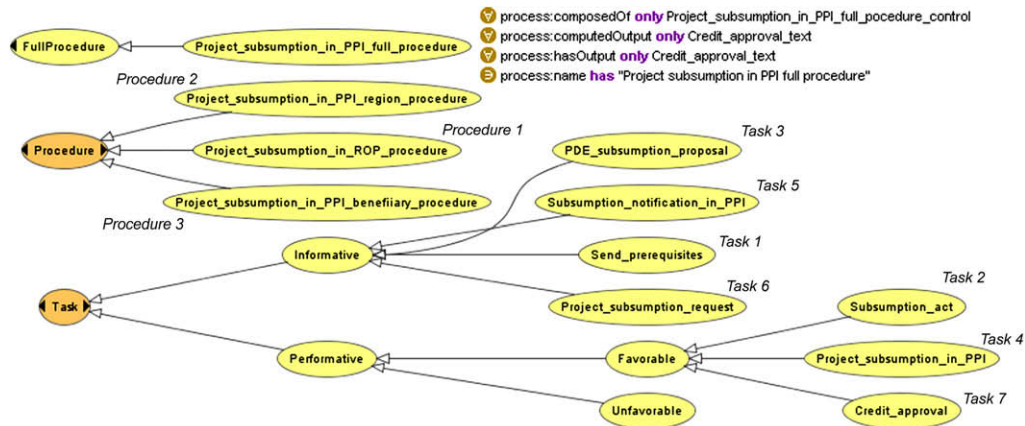 ∀ process:composedOf only Project_subsumption_in_PPI_full_pocedure_control
FullProcedure
Project_subsumption_in_PPI_full_procedure
∀ process:computedOutput only Credit_approval_text
∀ process:hasOutput only Credit_approval_text
∋ process:name has "Project subsumption in PPI full procedure"
Procedure 2
Project_subsumption_in_PPI_region_procedure
Procedure 1
Task 3
Procedure
Project_subsumption_in_ROP_procedure
PDE_subsumption_proposal
Task 5
Project_subsumption_in_PPI_benefiiary_procedure
Subsumption_notification_in_PPI
Procedure 3
Task 1
Informative
Send_prerequisites
Task 2
Task 6
Task
Project_subsumption_request
Subsumption_act
Task 4
Performative
Favorable
Project_subsumption_in_PPI
Task 7
Unfavorable
Credit_approval